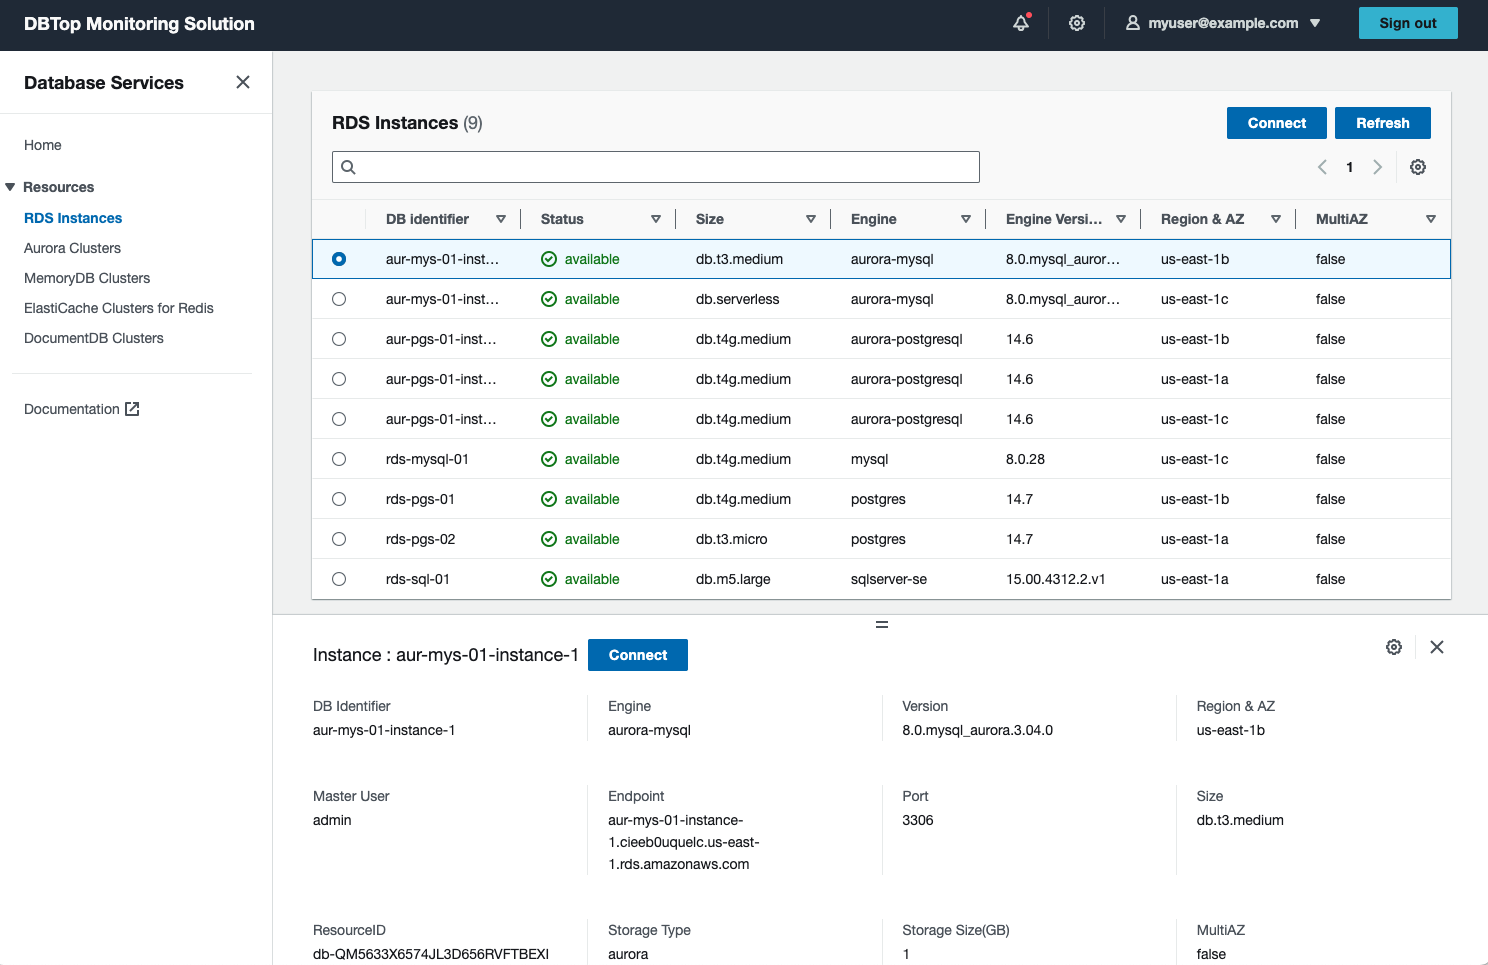 DBTop Monitoring Solution
myuser@example.com
Sign out
Database Services
Home
Resources
RDS Instances
Aurora Clusters
MemoryDB Clusters
ElastiCache Clusters for Redis
DocumentDB Clusters
Documentation
RDS Instances (9)
Connect
Refresh
1
DB identifier Status Size Engine Engine Versi... Region & AZ MultiAZ
aur-mys-01-inst... available db.t3.medium aurora-mysql 8.0.mysql_auror... us-east-1b false
aur-mys-01-inst... available db.serverless aurora-mysql 8.0.mysql_auror... us-east-1c false
aur-pgs-01-inst... available db.t4g.medium aurora-postgresql 14.6 us-east-1b false
aur-pgs-01-inst... available db.t4g.medium aurora-postgresql 14.6 us-east-1a false
aur-pgs-01-inst... available db.t4g.medium aurora-postgresql 14.6 us-east-1c false
rds-mysql-01 available db.t4g.medium mysql 8.0.28 us-east-1c false
rds-pgs-01 available db.t4g.medium postgres 14.7 us-east-1b false
rds-pgs-02 available db.t3.micro postgres 14.7 us-east-1a false
rds-sql-01 available db.m5.large sqlserver-se 15.00.4312.2.v1 us-east-1a false
Instance : aur-mys-01-instance-1
Connect
DB Identifier
aur-mys-01-instance-1
Engine
aurora-mysql
Version
8.0.mysql_aurora.3.04.0
Region & AZ
us-east-1b
Master User
admin
Endpoint
aur-mys-01-instance-
1.cieeb0uquelc.us-east-
1.rds.amazonaws.com
Port
3306
Size
db.t3.medium
ResourceID
db-QM5633X6574JL3D656RVFTBEXI
Storage Type
aurora
Storage Size(GB)
1
MultiAZ
false